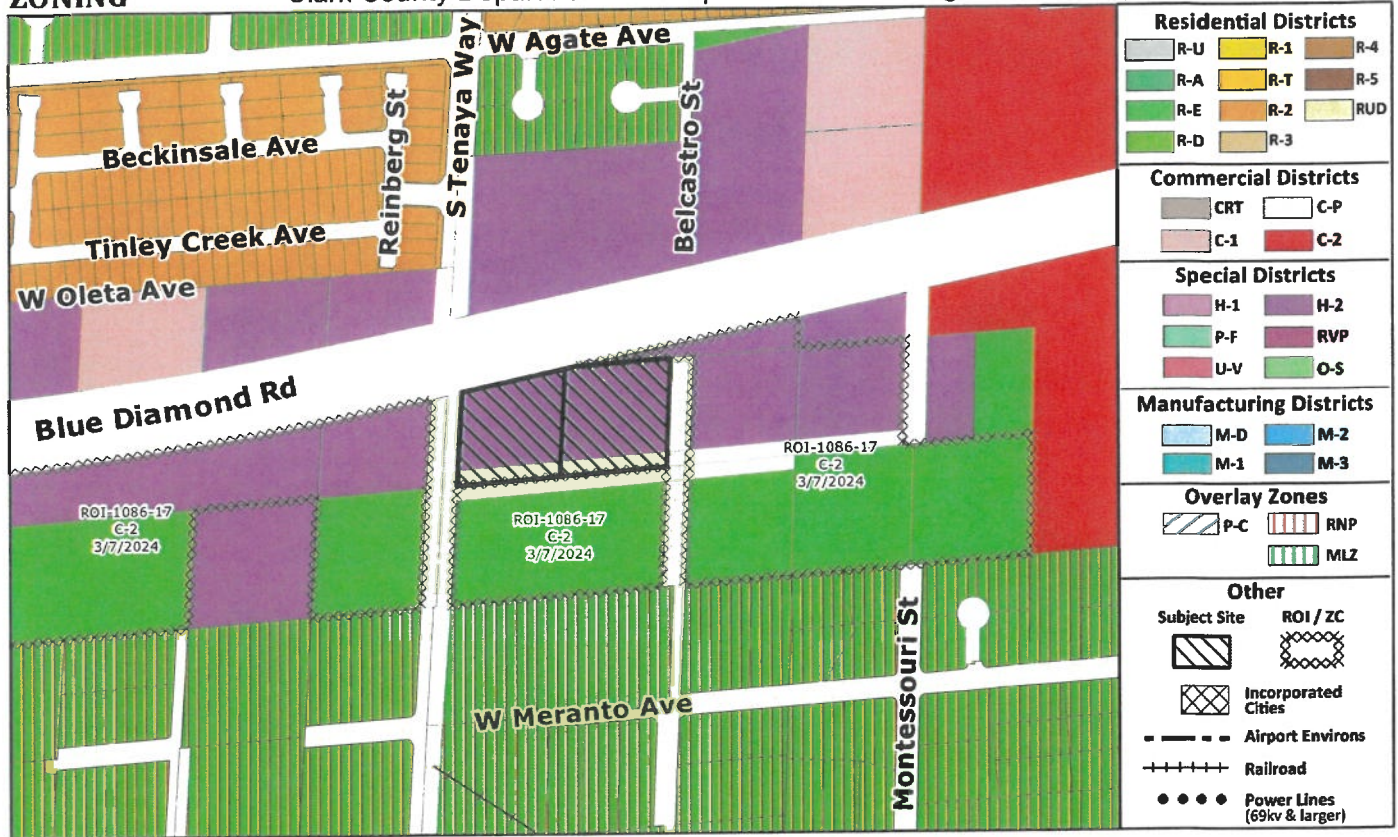 ZONING
W Agate Ave
S Tenaya Way
Beckinsale Ave
Reinberg St
Belcastro St
Tinley Creek Ave
W Oleta Ave
Blue Diamond Rd
ROI-1086-17
C-2
3/7/2024
ROI-1086-17
C-2
3/7/2024
ROI-1086-17
C-2
3/7/2024
W Meranto Ave
Montessouri St
Residential Districts
R-U R-1 R-4
R-A R-T R-5
R-E R-2 RUD
R-D R-3
Commercial Districts
CRT C-P
C-1 C-2
Special Districts
H-1 H-2
P-F RVP
U-V O-S
Manufacturing Districts
M-D M-2
M-1 M-3
Overlay Zones
P-C RNP
MLZ
Other
Subject Site ROI / ZC
Incorporated
Cities
Airport Environs
Railroad
Power Lines
(69kv & larger)